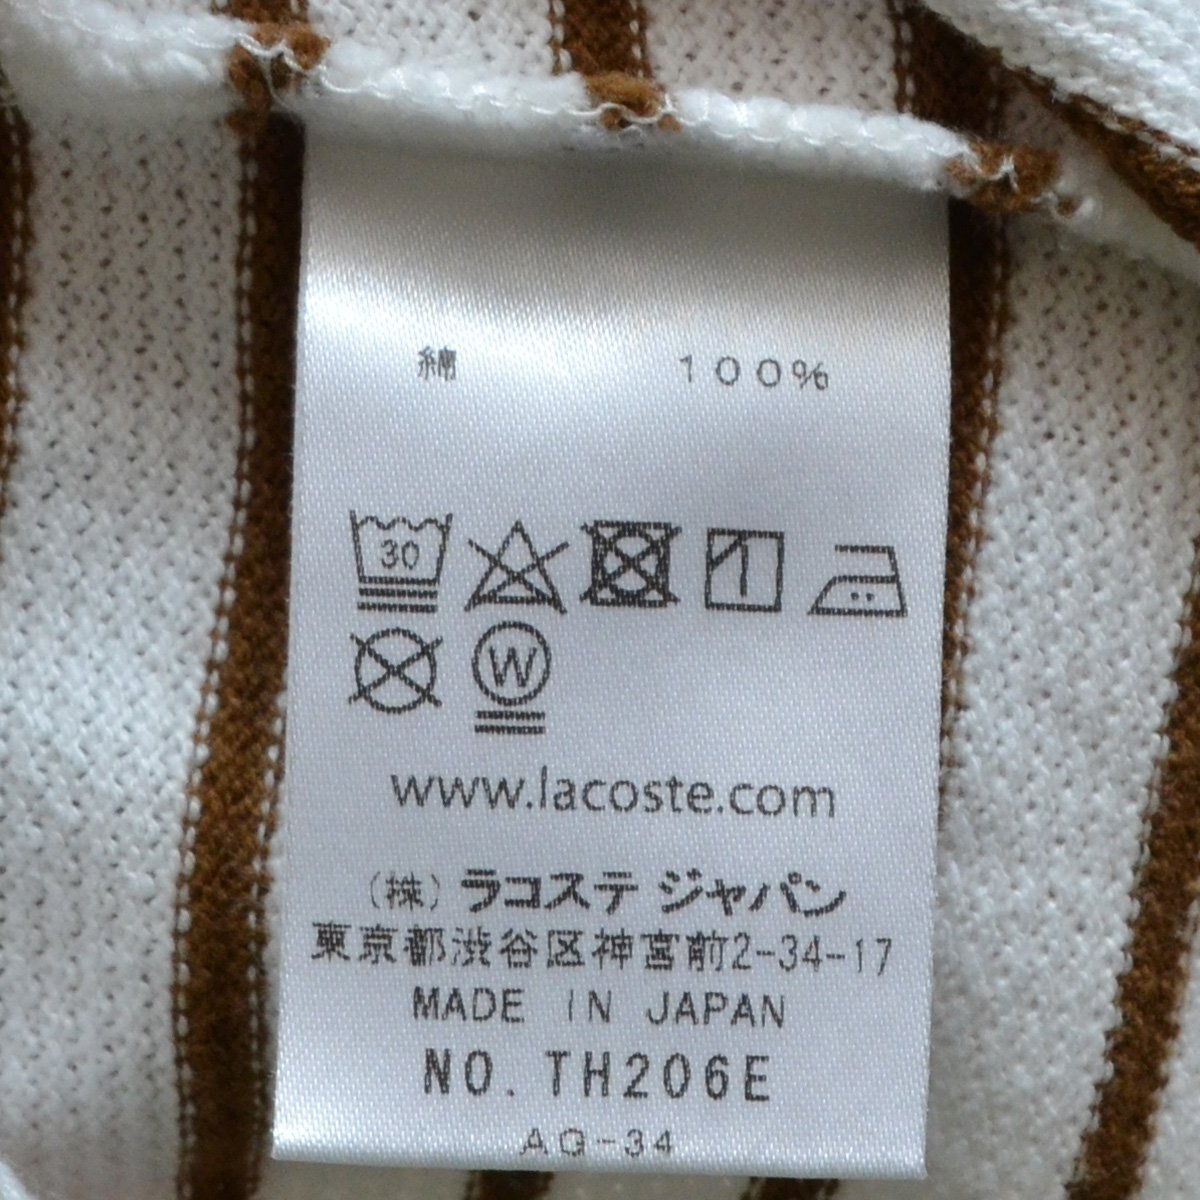 綿 100%
30
W
www.lacoste.com
(株) ラコステ ジャパン
東京都渋谷区神宮前2-34-17
MADE IN JAPAN
NO. TH206E
AG-34